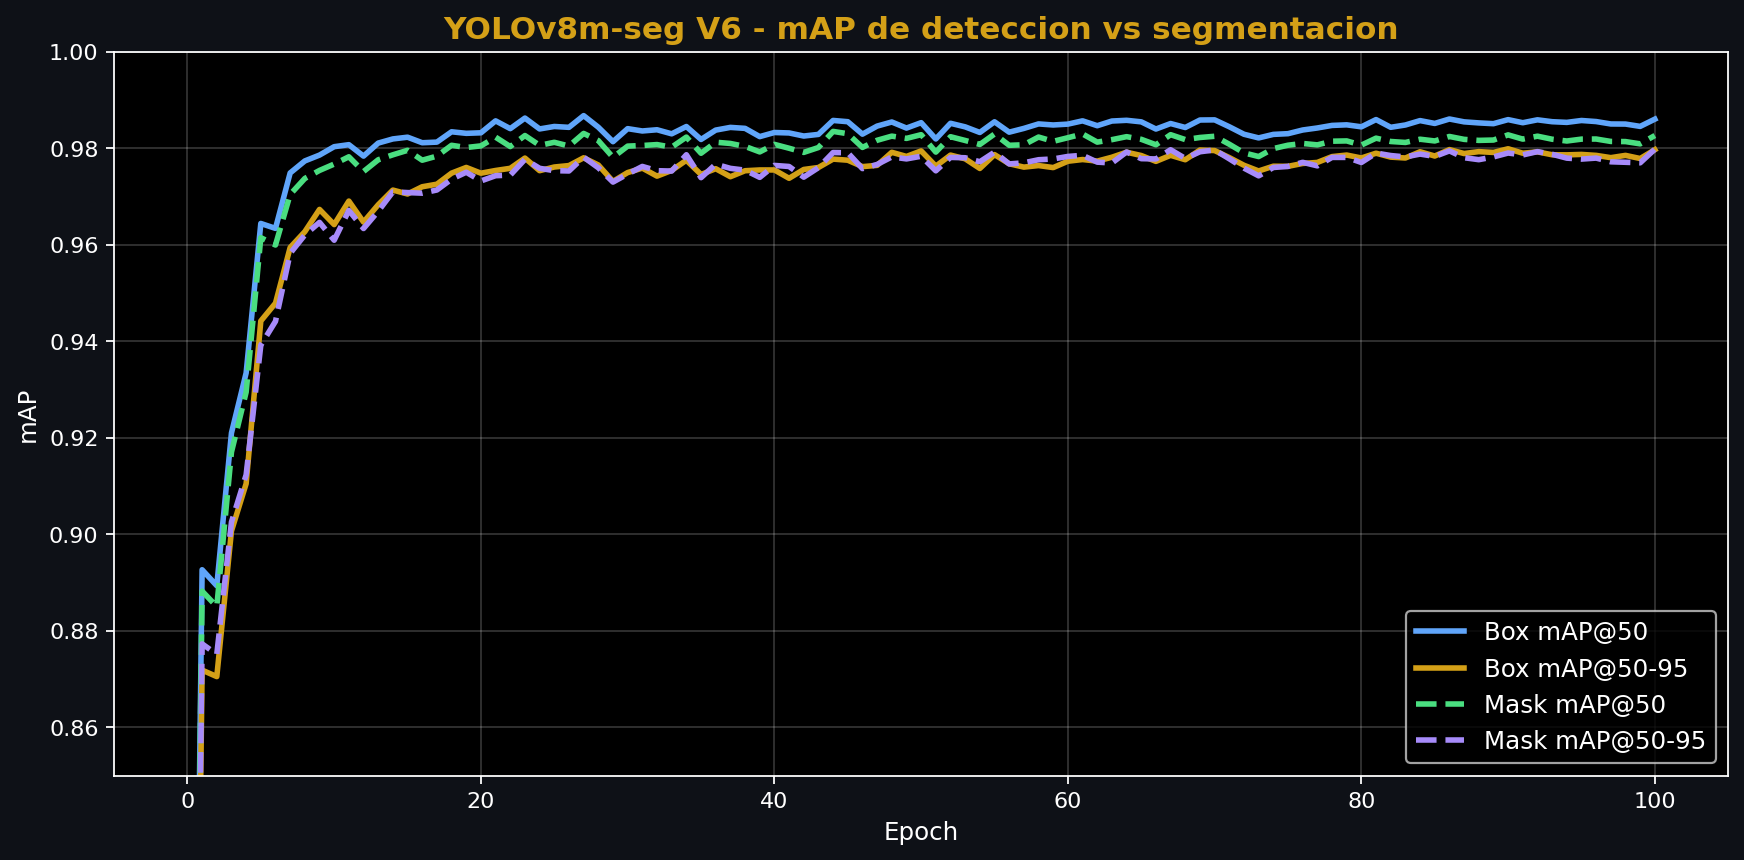 YOLOv8m-seg V6 - mAP de deteccion vs segmentacion
1.00
0.98
0.96
0.94
0.92
0.90
0.88
0.86
mAP
0
20
40
60
80
100
Epoch
Box mAP@50
Box mAP@50-95
Mask mAP@50
Mask mAP@50-95